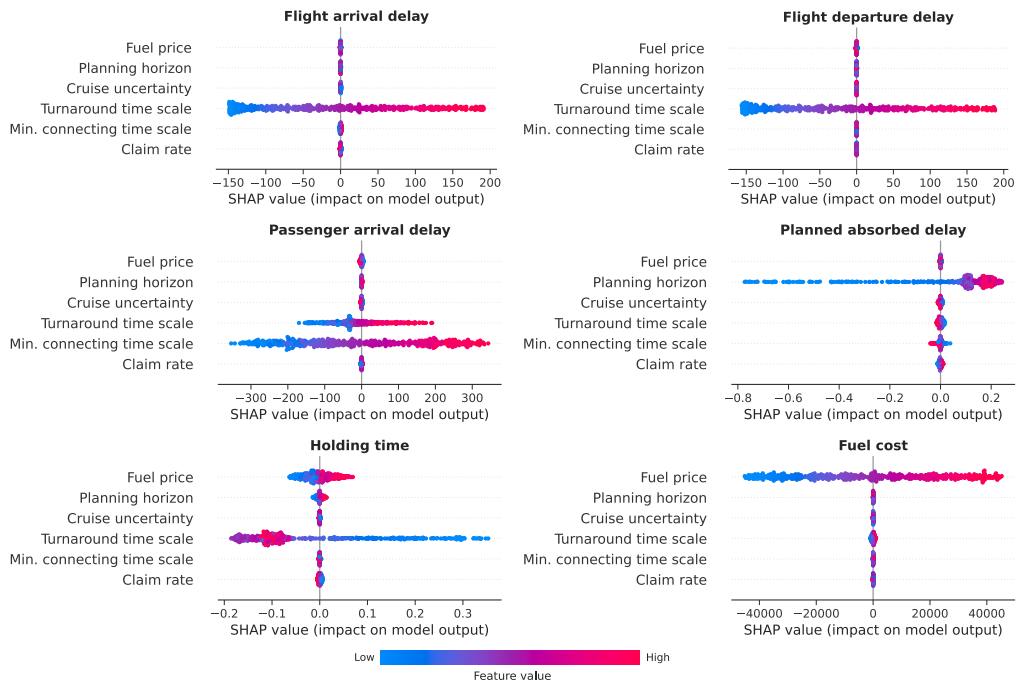 Flight arrival delay
Fuel price
Planning horizon
Cruise uncertainty
Turnaround time scale
Min. connecting time scale
Claim rate
−150 −100 −50 0 50 100 150 200
SHAP value (impact on model output)
Flight departure delay
Fuel price
Planning horizon
Cruise uncertainty
Turnaround time scale
Min. connecting time scale
Claim rate
−150 −100 −50 0 50 100 150 200
SHAP value (impact on model output)
Passenger arrival delay
Fuel price
Planning horizon
Cruise uncertainty
Turnaround time scale
Min. connecting time scale
Claim rate
−300 −200 −100 0 100 200 300
SHAP value (impact on model output)
Planned absorbed delay
Fuel price
Planning horizon
Cruise uncertainty
Turnaround time scale
Min. connecting time scale
Claim rate
−0.8 −0.6 −0.4 −0.2 0.0 0.2
SHAP value (impact on model output)
Holding time
Fuel price
Planning horizon
Cruise uncertainty
Turnaround time scale
Min. connecting time scale
Claim rate
−0.2 −0.1 0.0 0.1 0.2 0.3
SHAP value (impact on model output)
Fuel cost
Fuel price
Planning horizon
Cruise uncertainty
Turnaround time scale
Min. connecting time scale
Claim rate
−40000 −20000 0 20000 40000
SHAP value (impact on model output)
Low High
Feature value